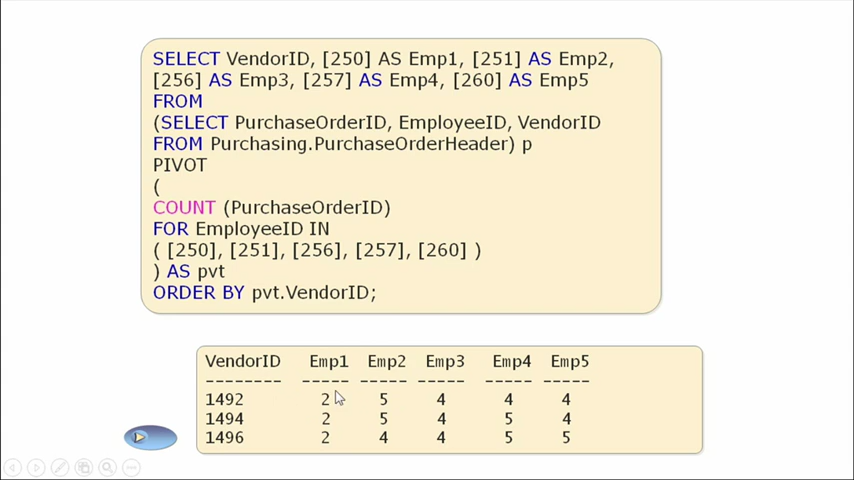 SELECT VendorID, [250] AS Emp1, [251] AS Emp2,
[256] AS Emp3, [257] AS Emp4, [260] AS Emp5
FROM
(SELECT PurchaseOrderID, EmployeeID, VendorID
FROM Purchasing.PurchaseOrderHeader) p
PIVOT
(
COUNT (PurchaseOrderID)
FOR EmployeeID IN
( [250], [251], [256], [257], [260] )
) AS pvt
ORDER BY pvt.VendorID;
VendorID Emp1 Emp2 Emp3 Emp4 Emp5
-------- ----- ----- ----- ----- -----
1492 2 5 4 4 4
1494 2 5 4 5 4
1496 2 4 4 5 5